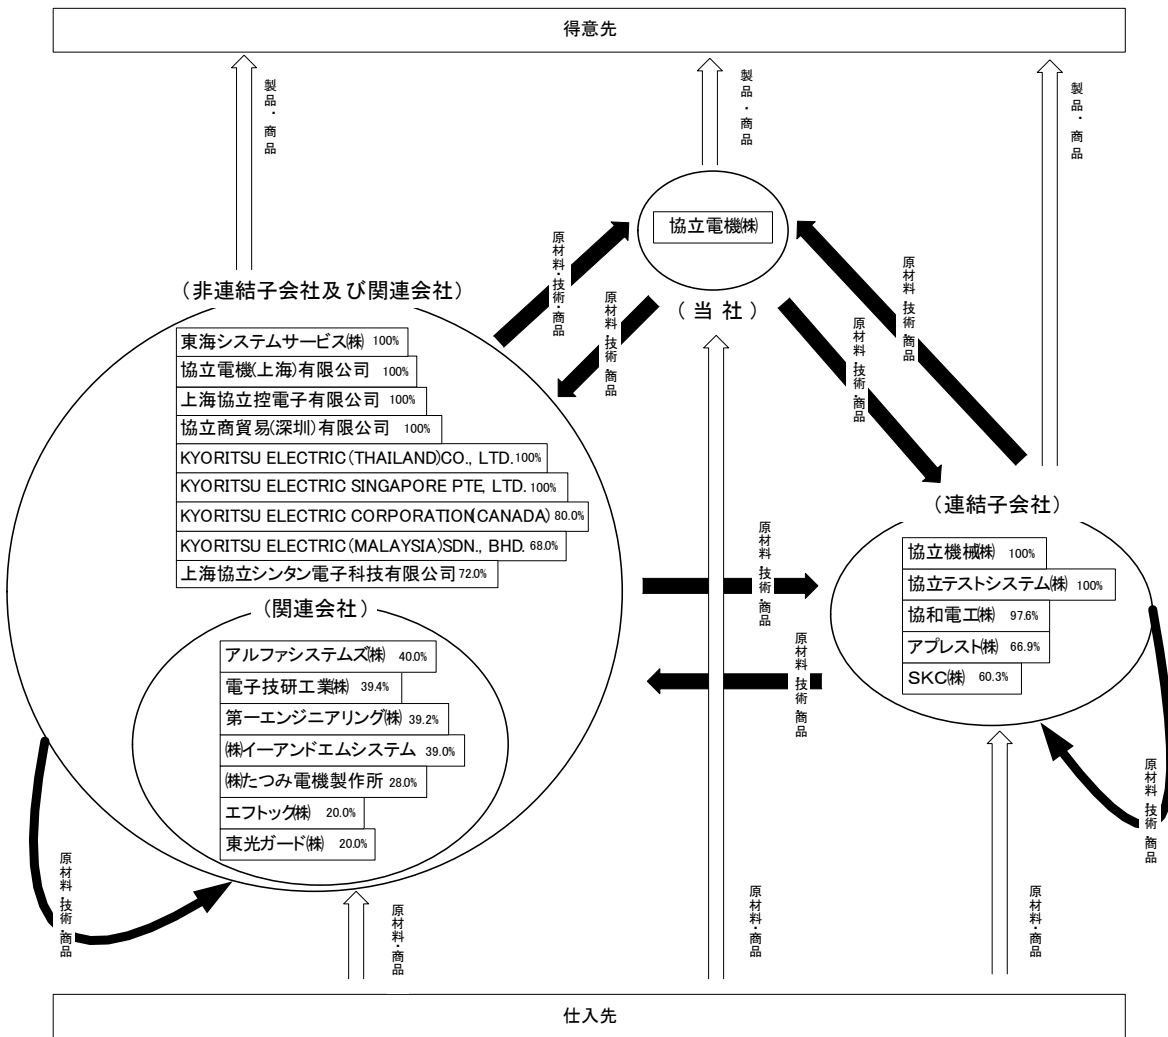 得意先
製品・商品
製品・商品
製品・商品
協立電機㈱
(当社)
原材料・技術・商品
原材料・技術・商品
原材料・技術・商品
原材料・技術・商品
(非連結子会社及び関連会社)
東海システムサービス㈱ 100%
協立電機(上海)有限公司 100%
上海協立控電子有限公司 100%
協立商貿易(深圳)有限公司 100%
KYORITSU ELECTRIC(THAILAND)CO., LTD. 100%
KYORITSU ELECTRIC SINGAPORE PTE, LTD. 100%
KYORITSU ELECTRIC CORPORATION(CANADA) 80.0%
KYORITSU ELECTRIC(MALAYSIA)SDN., BHD. 68.0%
上海協立シンタン電子科技有限公司 72.0%
(関連会社)
アルファシステムズ㈱ 40.0%
電子技研工業㈱ 39.4%
第一エンジニアリング㈱ 39.2%
㈱イーアンドエムシステム 39.0%
㈱たつみ電機製作所 28.0%
エフトック㈱ 20.0%
東光ガード㈱ 20.0%
(連結子会社)
協立機械㈱ 100%
協立テストシステム㈱ 100%
協和電工㈱ 97.6%
アプレスト㈱ 66.9%
SKC㈱ 60.3%
原材料・技術・商品
原材料・技術・商品
原材料・技術・商品
原材料・技術・商品
原材料・商品
原材料・商品
原材料・商品
仕入先